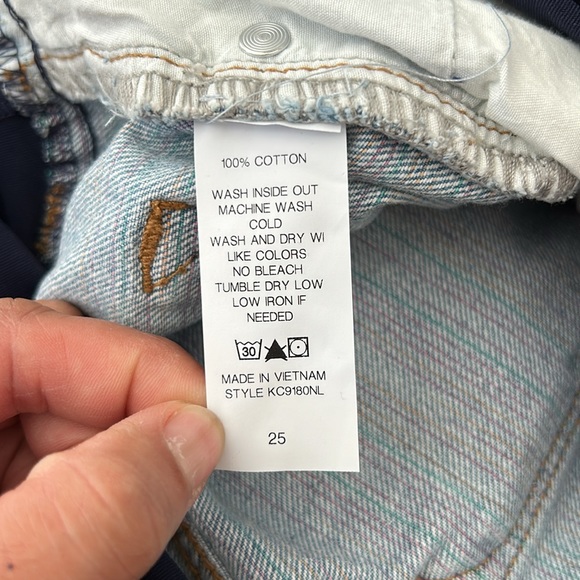 100% COTTON
WASH INSIDE OUT
MACHINE WASH
COLD
WASH AND DRY WI
LIKE COLORS
NO BLEACH
TUMBLE DRY LOW
LOW IRON IF
NEEDED
30
MADE IN VIETNAM
STYLE KC9180NL
25